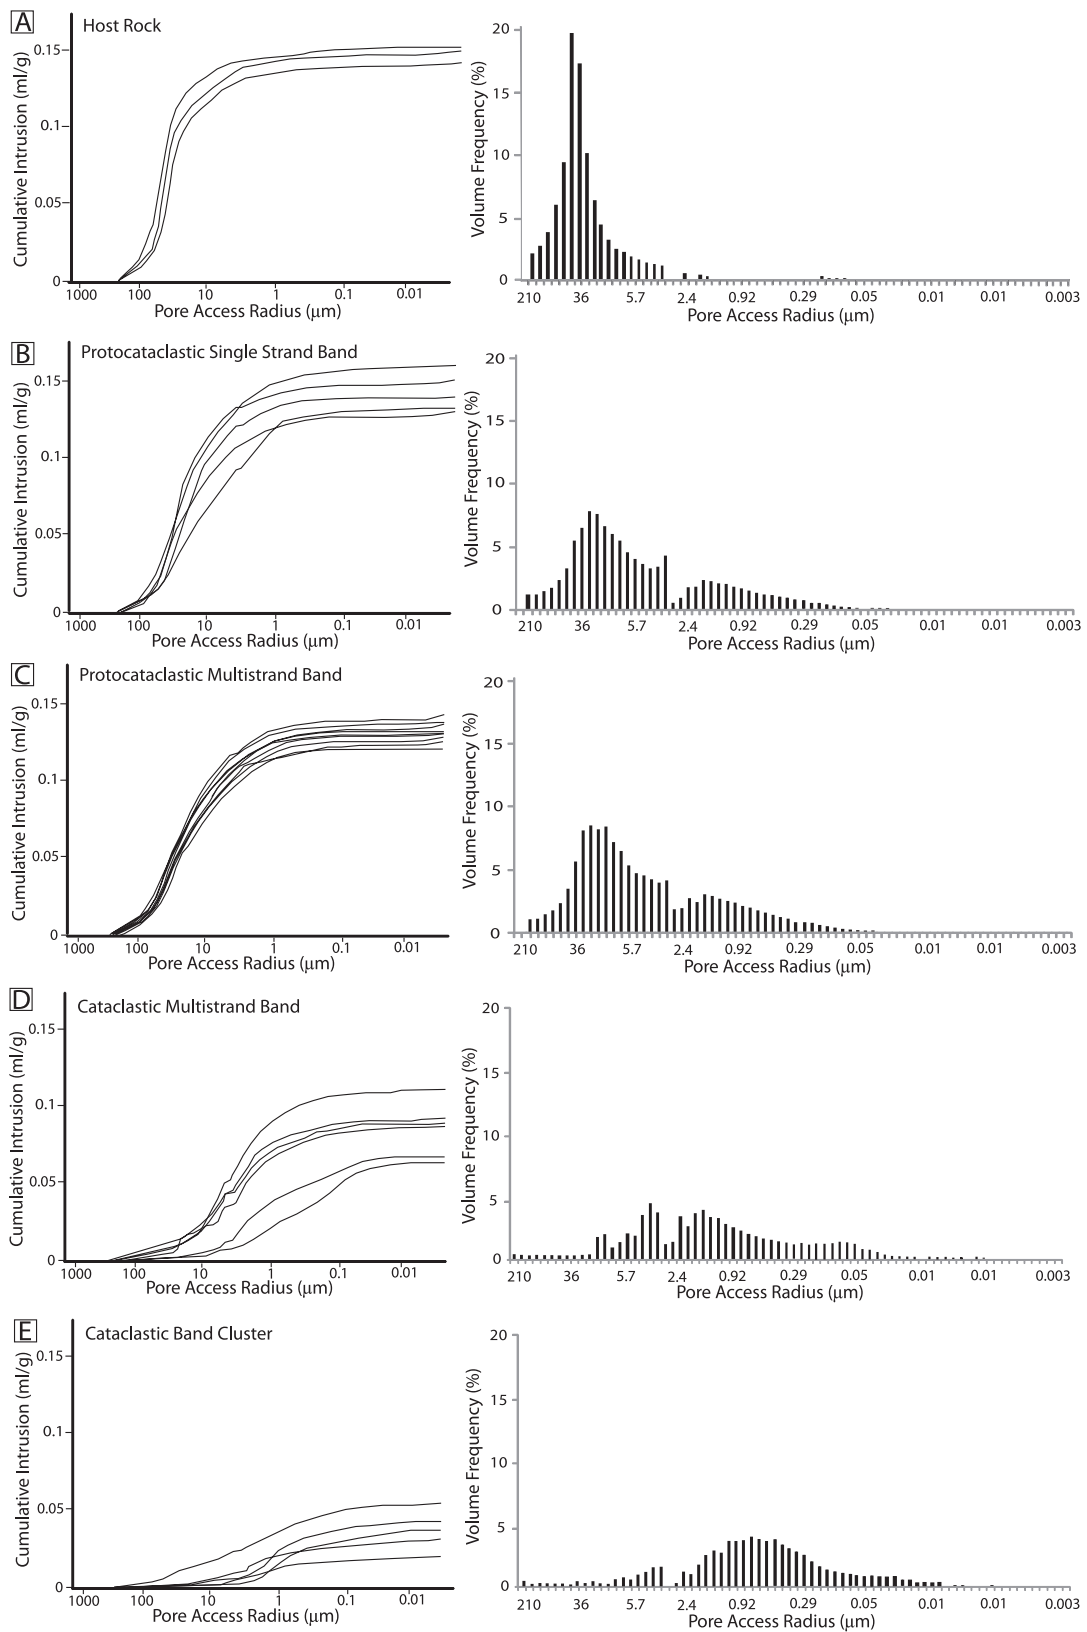 A
Host Rock
Cumulative Intrusion (ml/g)
0.15
0.1
0.05
0
1000 100 10 1 0.1 0.01
Pore Access Radius (μm)
Volume Frequency (%)
20
15
10
5
0
210 36 5.7 2.4 0.92 0.29 0.05 0.01 0.01 0.003
Pore Access Radius (μm)
B
Protocataclastic Single Strand Band
Cumulative Intrusion (ml/g)
0.15
0.1
0.05
0
1000 100 10 1 0.1 0.01
Pore Access Radius (μm)
Volume Frequency (%)
20
15
10
5
0
210 36 5.7 2.4 0.92 0.29 0.05 0.01 0.01 0.003
Pore Access Radius (μm)
C
Protocataclastic Multistrand Band
Cumulative Intrusion (ml/g)
0.15
0.1
0.05
0
1000 100 10 1 0.1 0.01
Pore Access Radius (μm)
Volume Frequency (%)
20
15
10
5
0
210 36 5.7 2.4 0.92 0.29 0.05 0.01 0.01 0.003
Pore Access Radius (μm)
D
Cataclastic Multistrand Band
Cumulative Intrusion (ml/g)
0.15
0.1
0.05
0
1000 100 10 1 0.1 0.01
Pore Access Radius (μm)
Volume Frequency (%)
20
15
10
5
0
210 36 5.7 2.4 0.92 0.29 0.05 0.01 0.01 0.003
Pore Access Radius (μm)
E
Cataclastic Band Cluster
Cumulative Intrusion (ml/g)
0.15
0.1
0.05
0
1000 100 10 1 0.1 0.01
Pore Access Radius (μm)
Volume Frequency (%)
20
15
10
5
0
210 36 5.7 2.4 0.92 0.29 0.05 0.01 0.01 0.003
Pore Access Radius (μm)